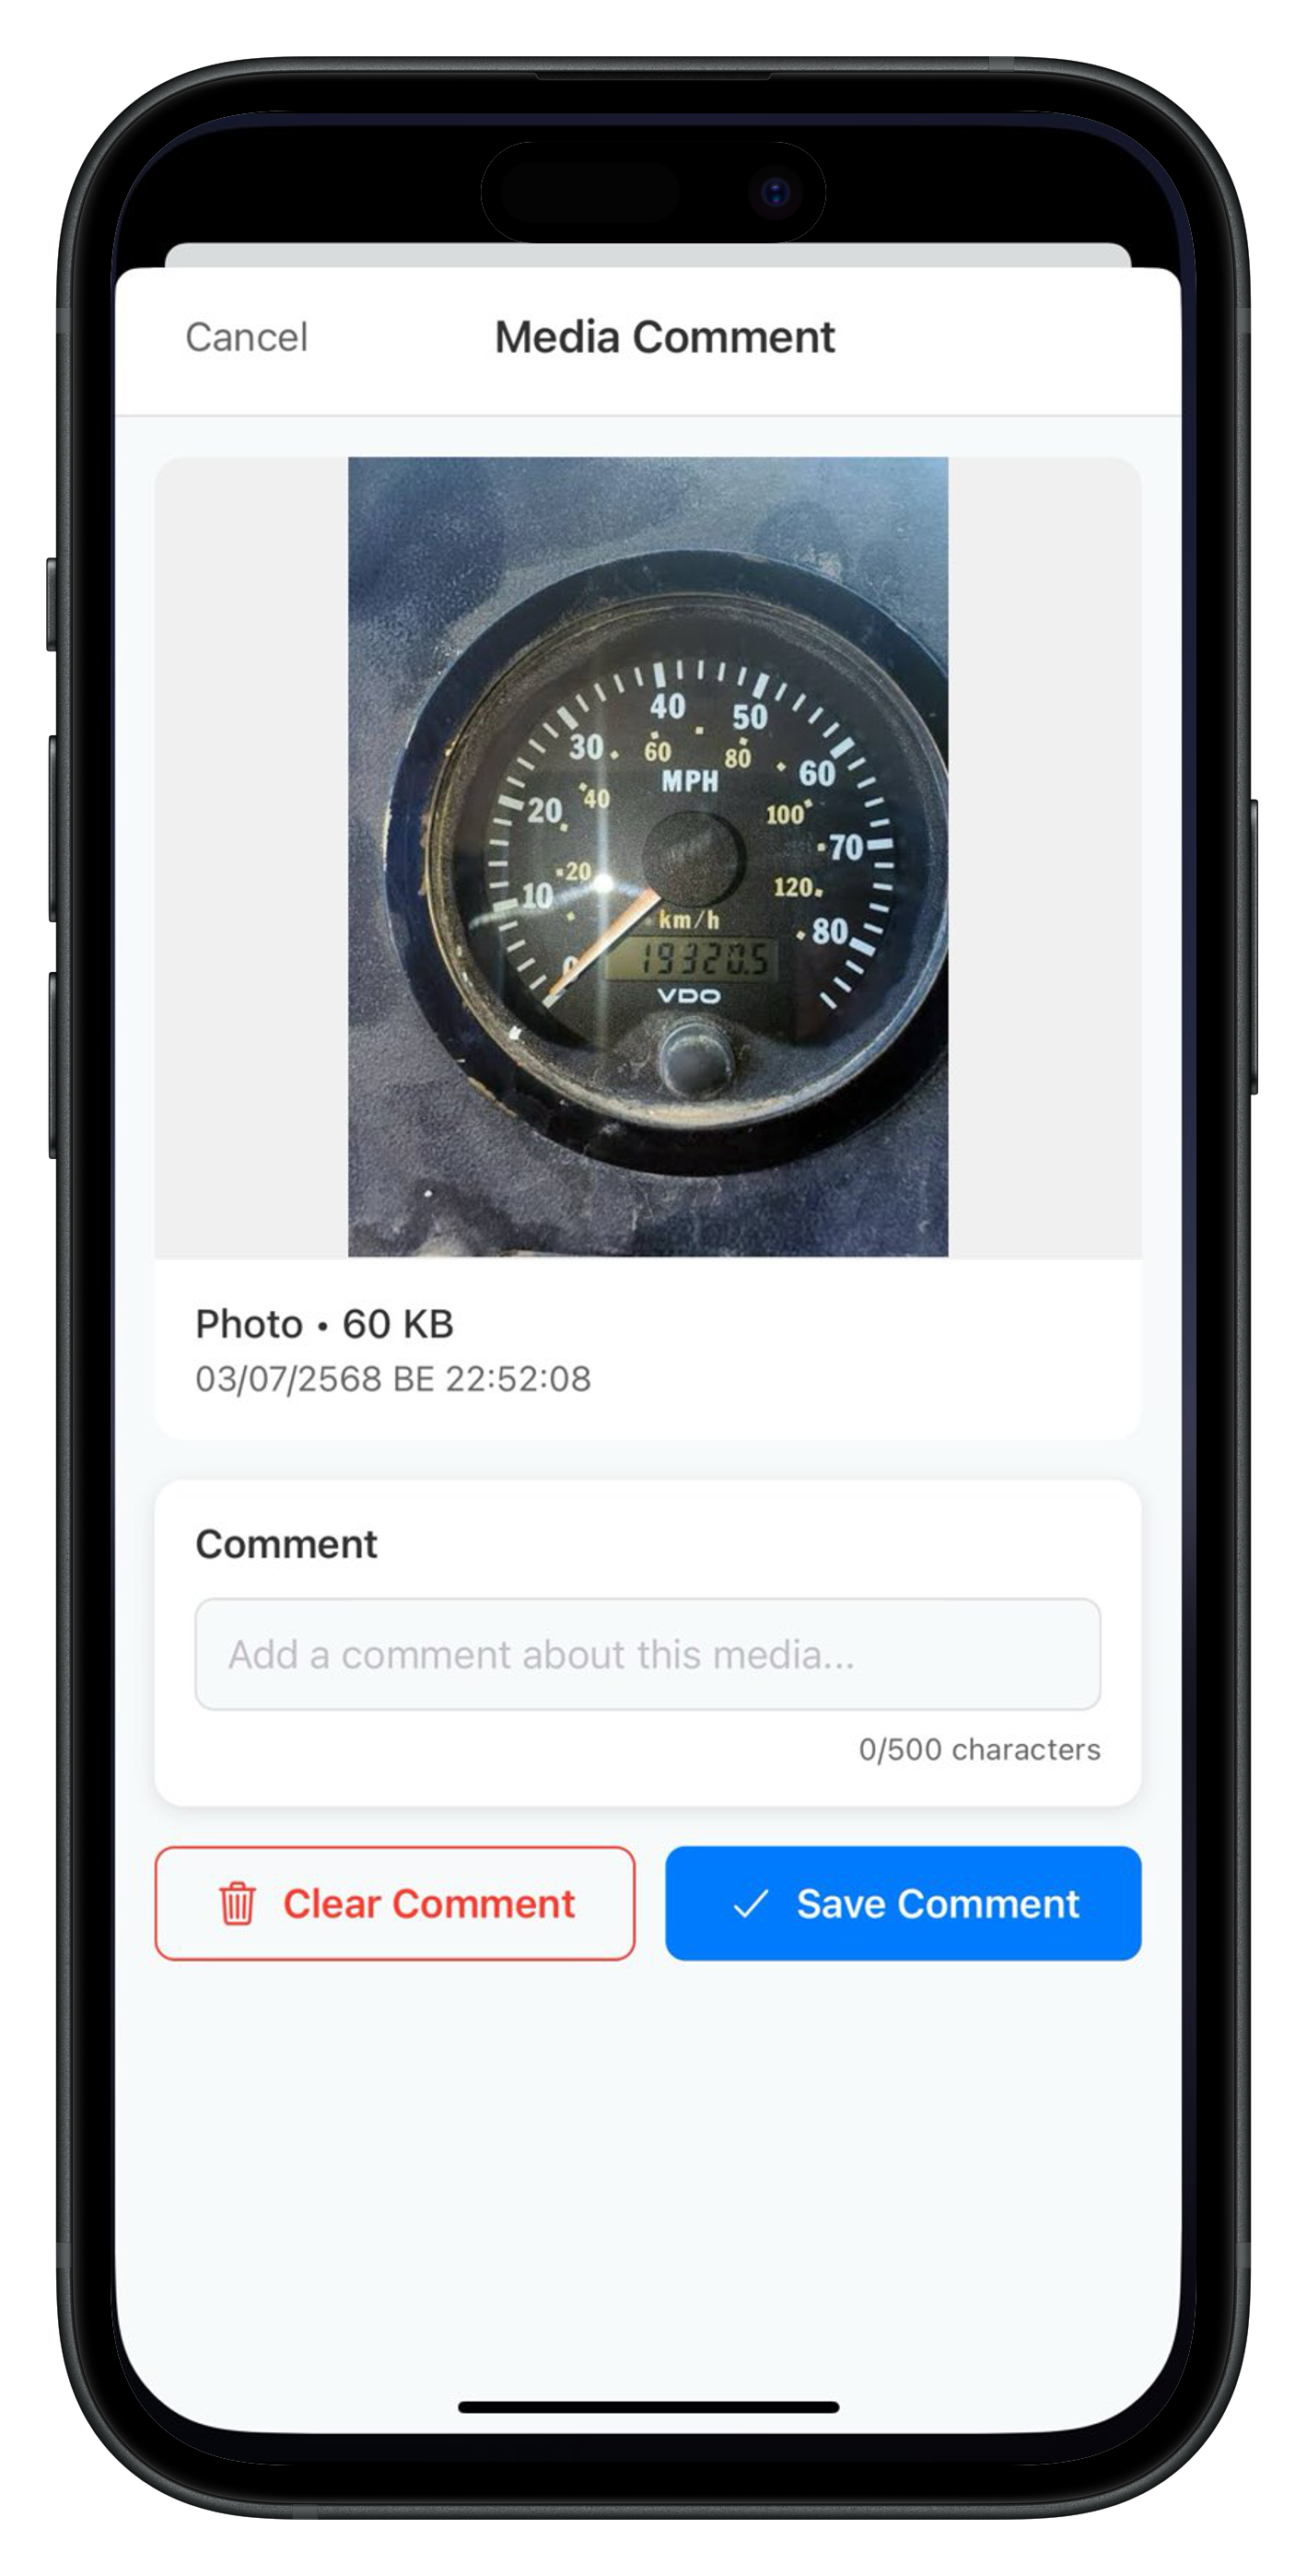 Cancel
Media Comment
40 50
30 60 80 60
MPH
20 40 100
70
20 120
10 80
km/h
0
19320.5
VDO
Photo • 60 KB
03/07/2568 BE 22:52:08
Comment
Add a comment about this media...
0/500 characters
Clear Comment
Save Comment